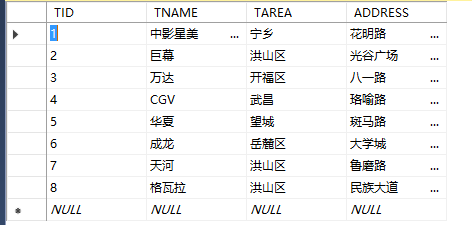 TID TNAME TAREA ADDRESS
1 中影星美 ... 宁乡 花明路 ...
2 巨幕 洪山区 光谷广场 ...
3 万达 开福区 八一路 ...
4 CGV 武昌 珞喻路 ...
5 华夏 望城 斑马路 ...
6 成龙 岳麓区 大学城 ...
7 天河 洪山区 鲁磨路 ...
8 格瓦拉 洪山区 民族大道 ...
NULL NULL NULL NULL